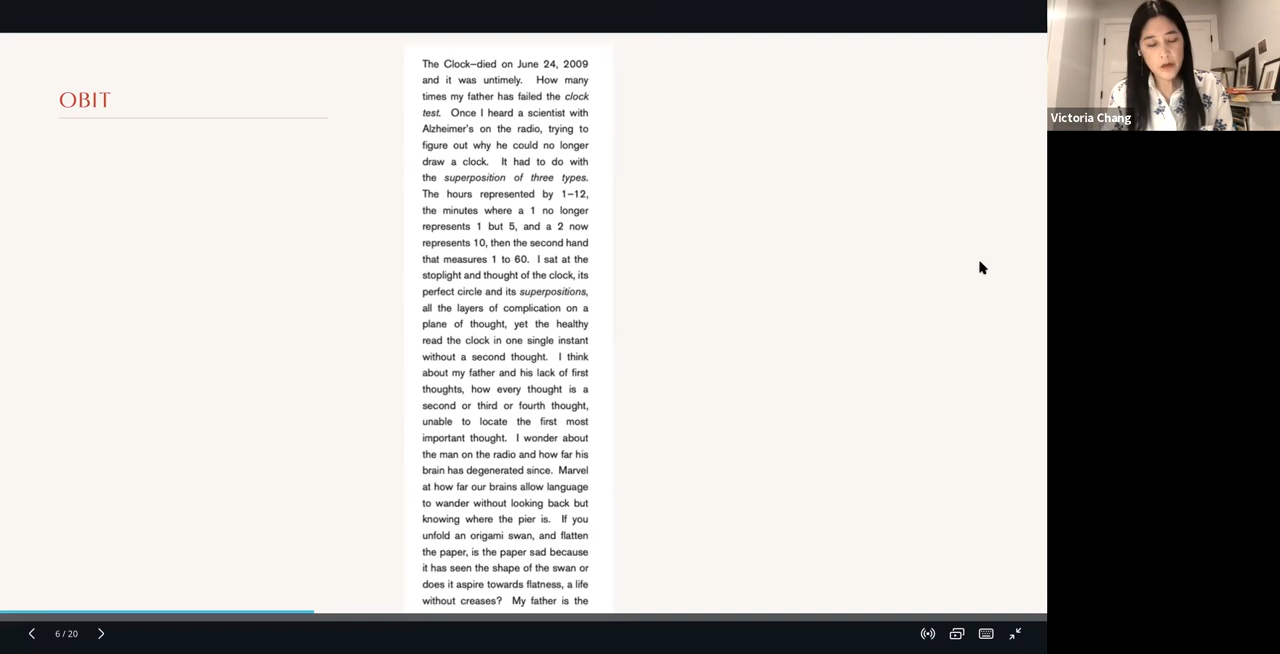 OBIT
The Clock–died on June 24, 2009
and it was untimely. How many
times my father has failed the clock
test. Once I heard a scientist with
Alzheimer's on the radio, trying to
figure out why he could no longer
draw a clock. It had to do with
the superposition of three types.
The hours represented by 1–12,
the minutes where a 1 no longer
represents 1 but 5, and a 2 now
represents 10, then the second hand
that measures 1 to 60. I sat at the
stoplight and thought of the clock, its
perfect circle and its superpositions,
all the layers of complication on a
plane of thought, yet the healthy
read the clock in one single instant
without a second thought. I think
about my father and his lack of first
thoughts, how every thought is a
second or third or fourth thought,
unable to locate the first most
important thought. I wonder about
the man on the radio and how far his
brain has degenerated since. Marvel
at how far our brains allow language
to wander without looking back but
knowing where the pier is. If you
unfold an origami swan, and flatten
the paper, is the paper sad because
it has seen the shape of the swan or
does it aspire towards flatness, a life
without creases? My father is the
Victoria Chang
6 / 20